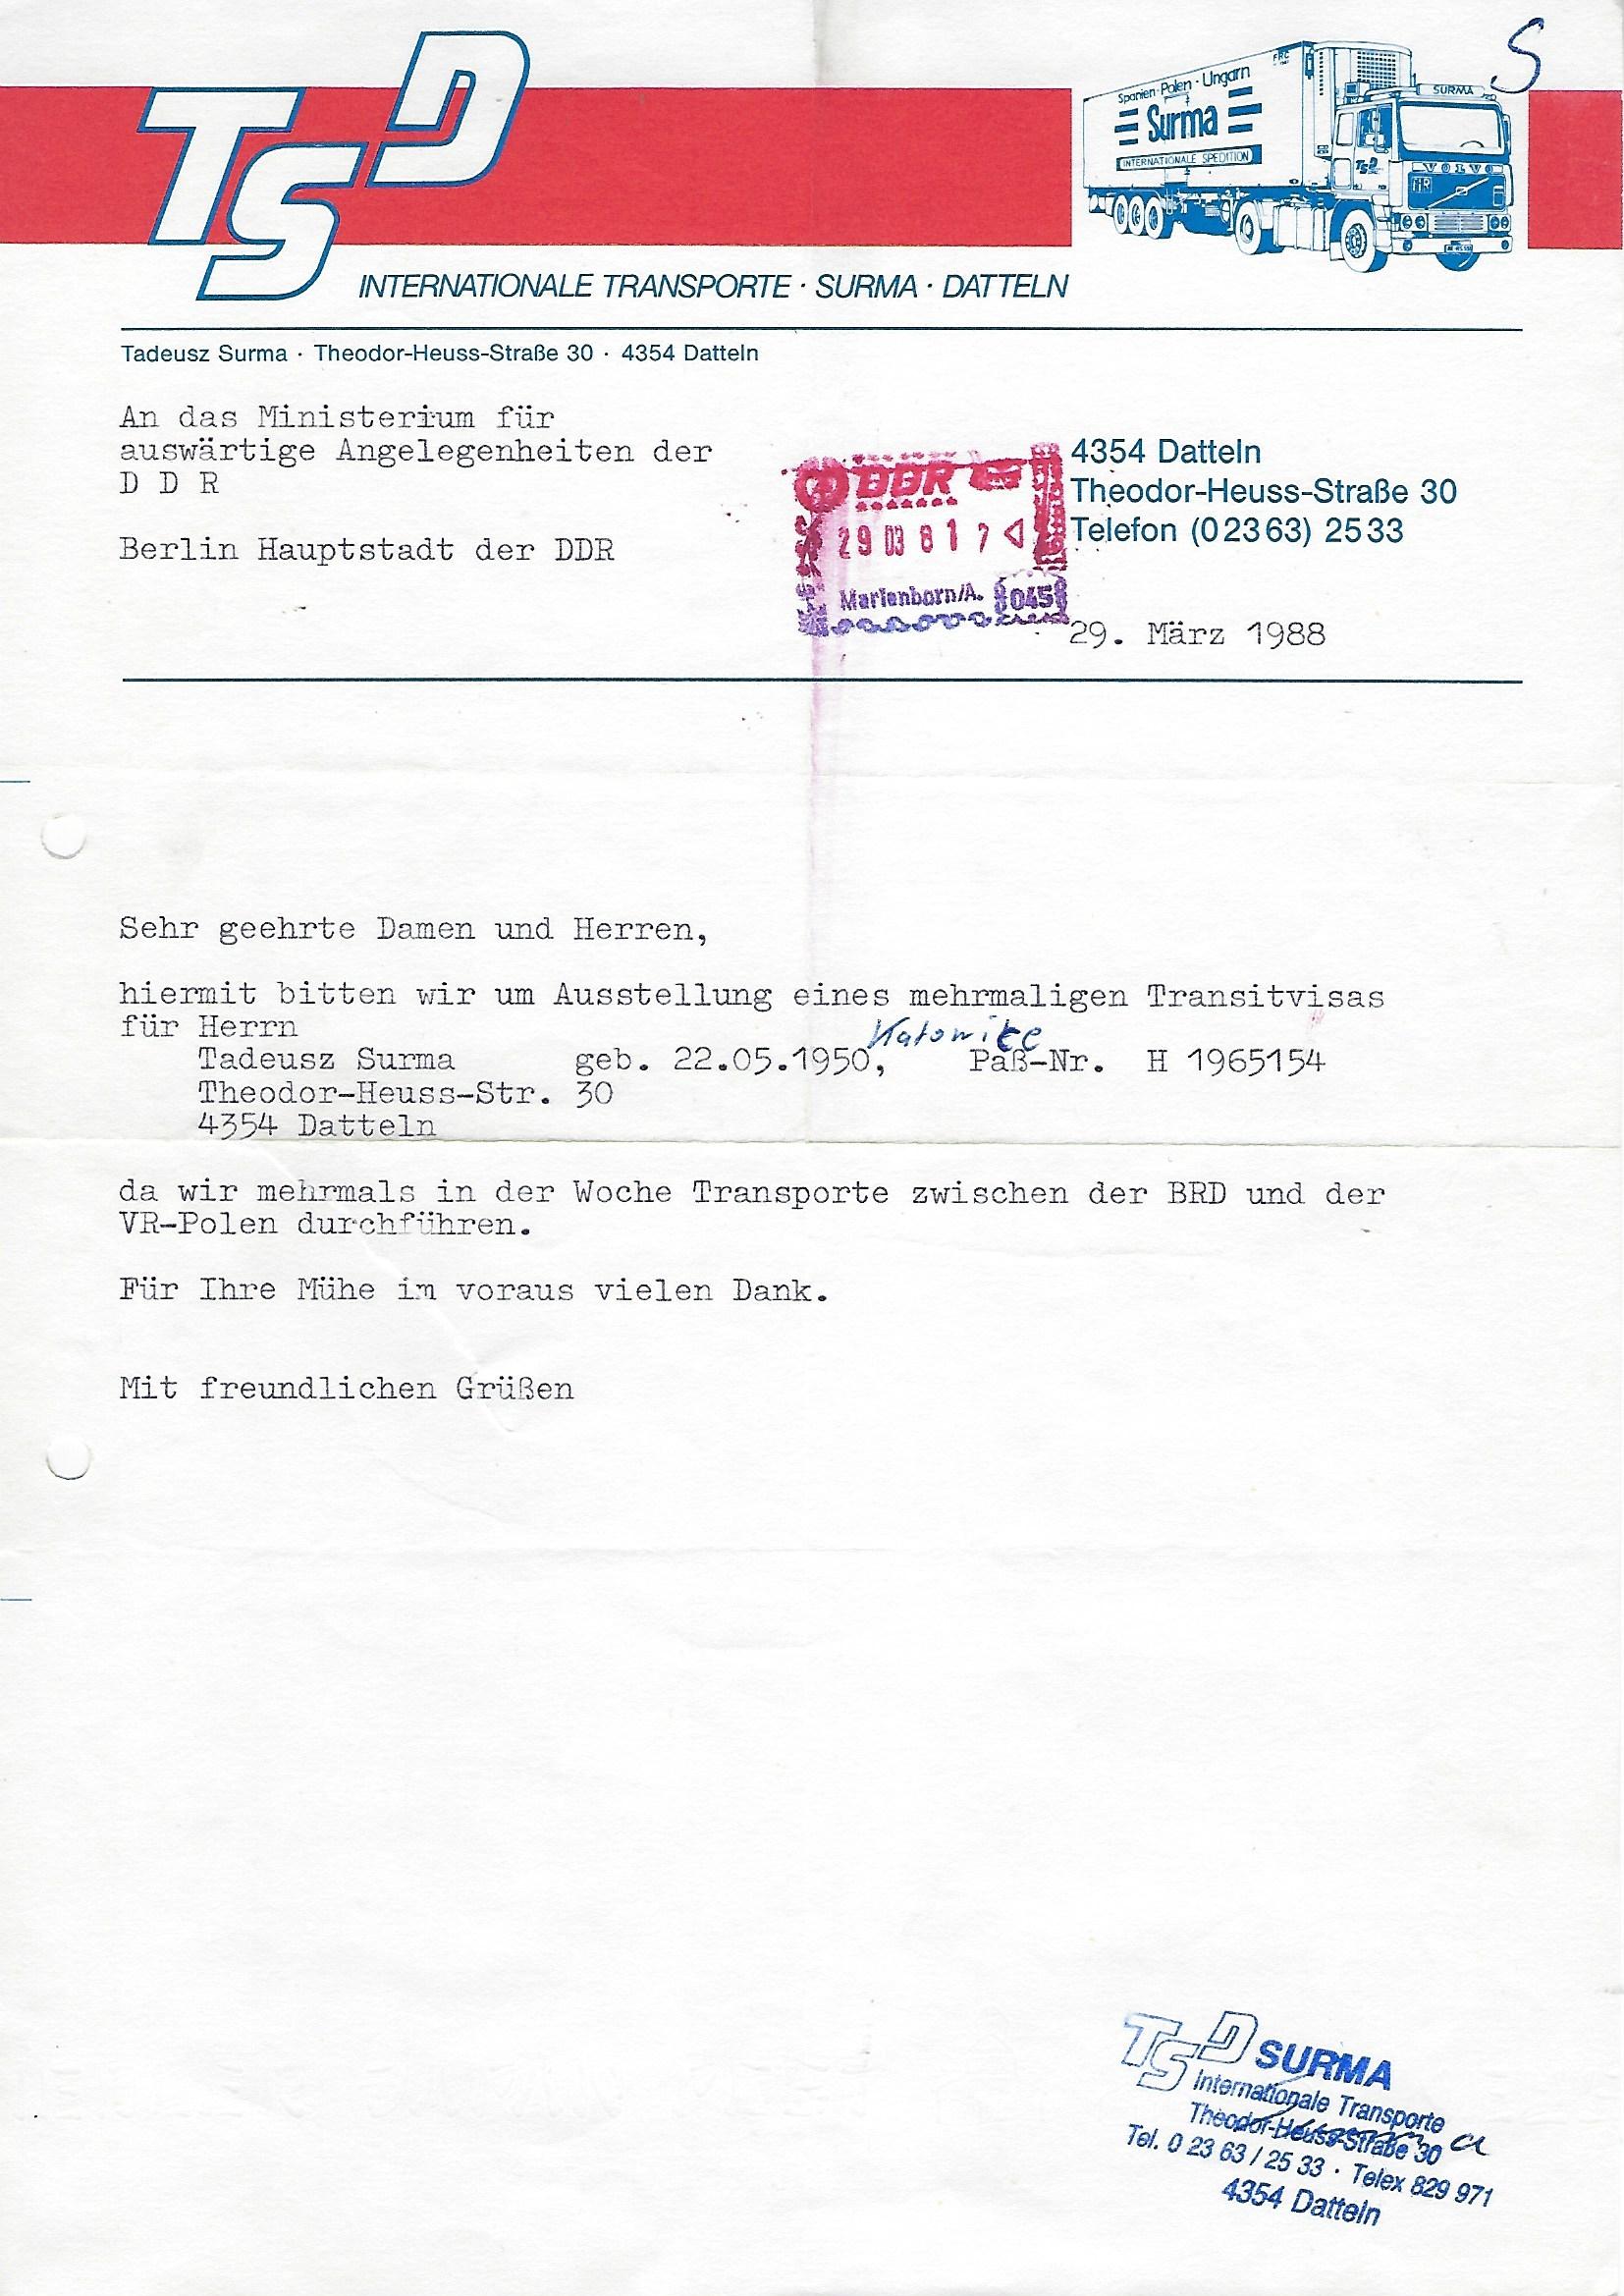 S
TSD
Spanien · Polen · Ungarn
Surma
INTERNATIONALE SPEDITION
FRC
SURMA
TSD
VOLVO
INTERNATIONALE TRANSPORTE · SURMA · DATTELN
Tadeusz Surma · Theodor-Heuss-Straße 30 · 4354 Datteln
An das Ministerium für
auswärtige Angelegenheiten der
D D R
Berlin Hauptstadt der DDR
DDR
29 03 8 1 7
Marienborn/A. 045
4354 Datteln
Theodor-Heuss-Straße 30
Telefon (02363) 2533
29. März 1988
Sehr geehrte Damen und Herren,
hiermit bitten wir um Ausstellung eines mehrmaligen Transitvisas
für Herrn
Katowice
Tadeusz Surma geb. 22.05.1950, Paß-Nr. H 1965154
Theodor-Heuss-Str. 30
4354 Datteln
da wir mehrmals in der Woche Transporte zwischen der BRD und der
VR-Polen durchführen.
Für Ihre Mühe im voraus vielen Dank.
Mit freundlichen Grüßen
TSD SURMA
Internationale Transporte
Theodor-Heuss-Straße 30
Tel. 0 23 63 / 25 33 · Telex 829 971
4354 Datteln